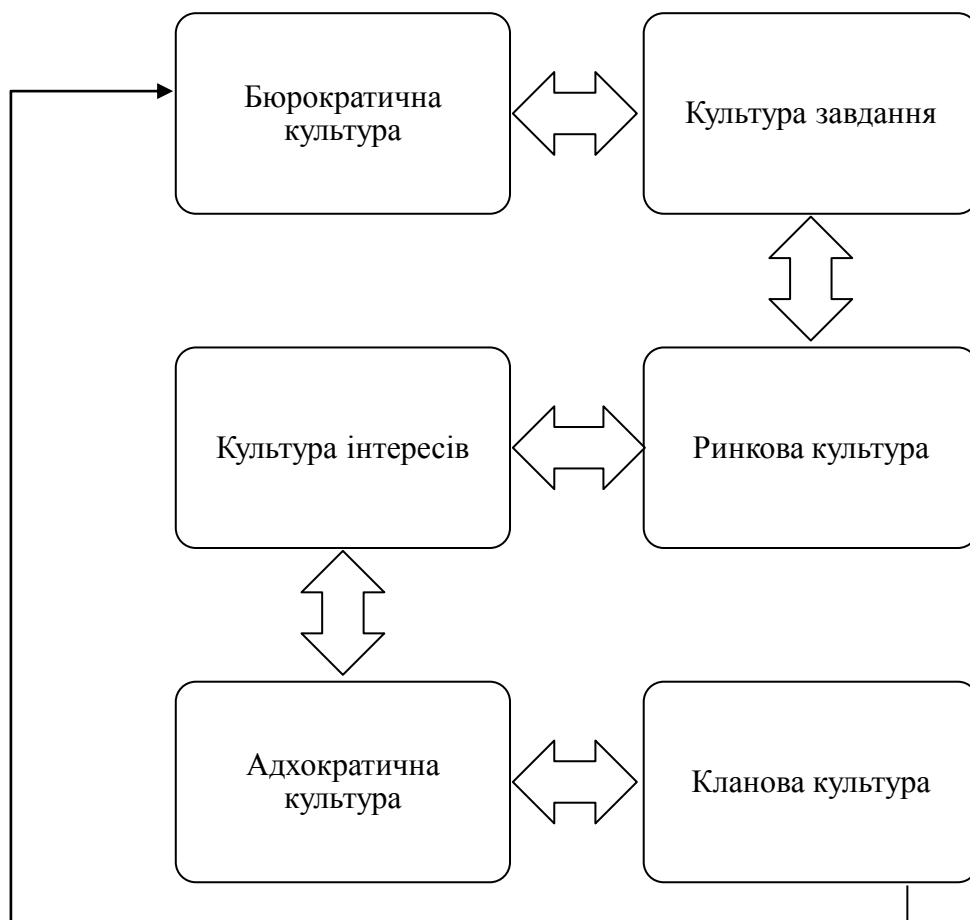 Бюрократична
культура
Культура завдання
Культура інтересів
Ринкова культура
Адхократична
культура
Кланова культура